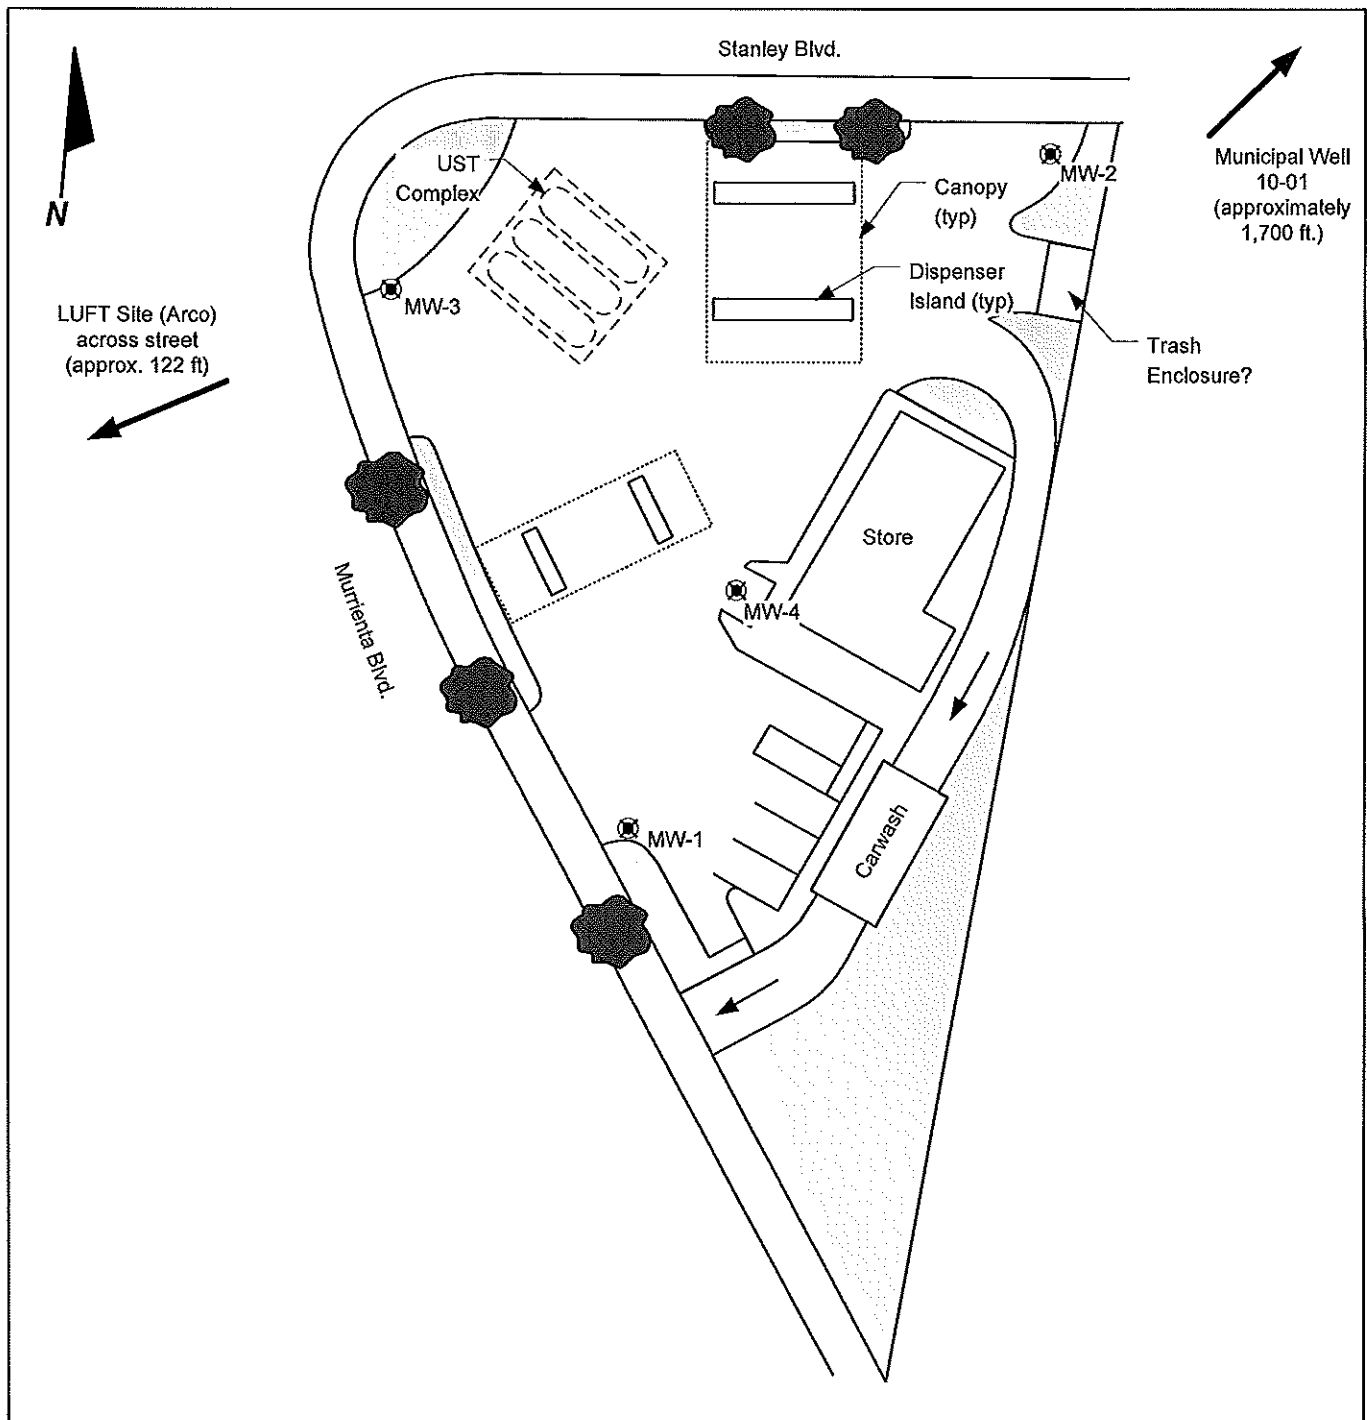 Stanley Blvd.
N
UST
Complex
MW-2
Municipal Well
10-01
(approximately
1,700 ft.)
Canopy
(typ)
Dispenser
Island (typ)
MW-3
LUFT Site (Arco)
across street
(approx. 122 ft)
Trash
Enclosure?
Store
MW-4
Murrienta Blvd.
MW-1
Carwash